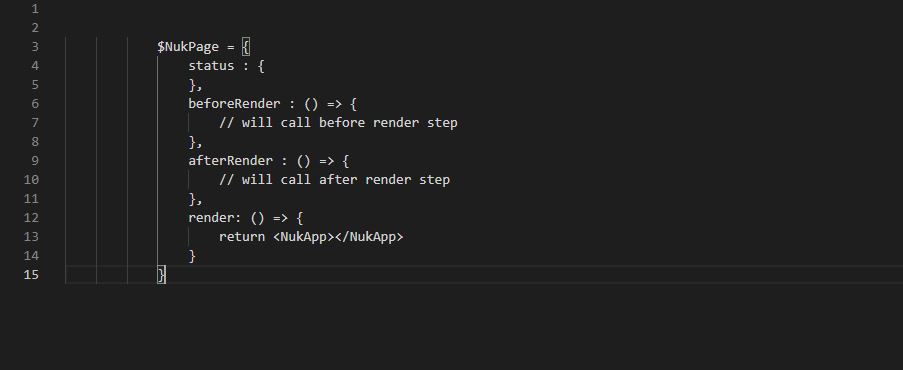 1
2
3 $NukPage = {
4 status : {
5 },
6 beforeRender : () => {
7 // will call before render step
8 },
9 afterRender : () => {
10 // will call after render step
11 },
12 render: () => {
13 return <NukApp></NukApp>
14 }
15 }